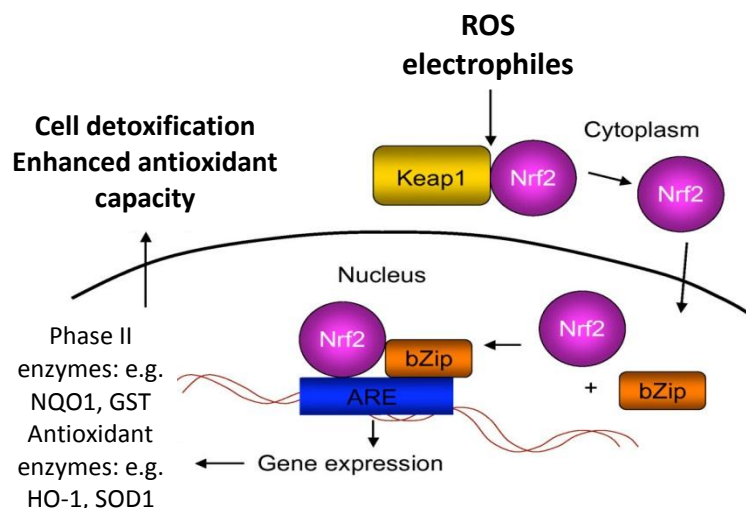 ROS
electrophiles
Cell detoxification
Enhanced antioxidant
capacity
Cytoplasm
Keap1
Nrf2
Nrf2
Nucleus
Nrf2
bZip
ARE
Nrf2
+
bZip
Gene expression
Phase II
enzymes: e.g.
NQO1, GST
Antioxidant
enzymes: e.g.
HO-1, SOD1